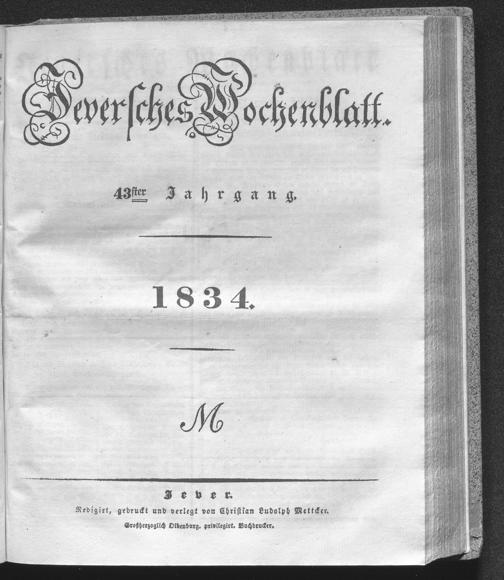 Jeversches Wochenblatt.
43ster Jahrgang.
1834.
M
Jever.
Redigirt, gedruckt und verlegt von Christian Ludolph Mettcker.
Großherzoglich Oldenburg. privilegirt. Buchdrucker.